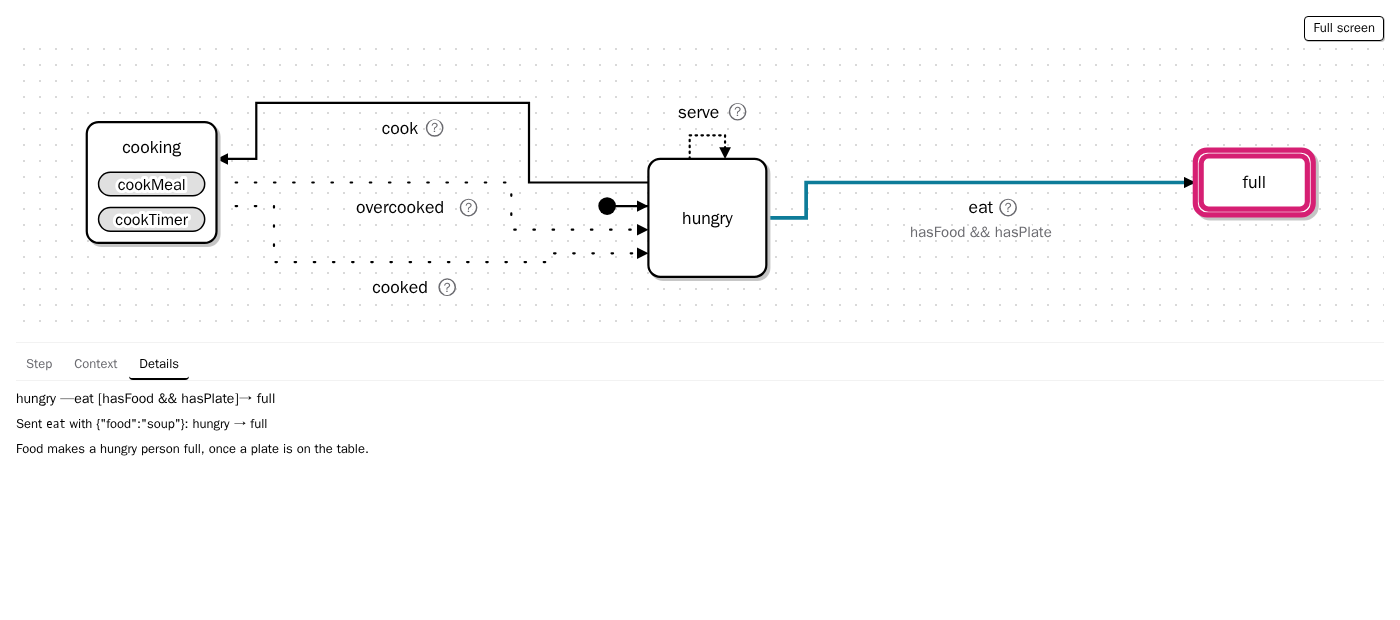 Full screen
serve ?
cook ?
cooking
cookMeal
full
overcooked ?
eat ?
hungry
cookTimer
hasFood && hasPlate
cooked ?
Step Context Details
hungry —eat [hasFood && hasPlate]→ full
Sent eat with {"food":"soup"}: hungry → full
Food makes a hungry person full, once a plate is on the table.